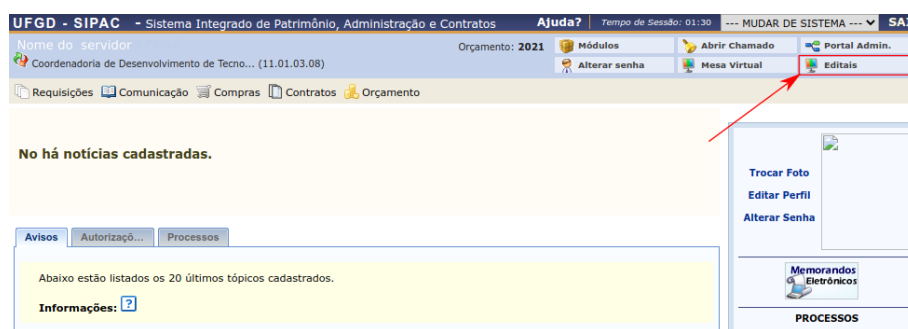 UFGD - SIPAC - Sistema Integrado de Patrimônio, Administração e Contratos Ajuda? Tempo de Sessão: 01:30 --- MUDAR DE SISTEMA ---
Nome do servidor Orçamento: 2021 Módulos Abrir Chamado Portal Admin.
Coordenadoria de Desenvolvimento de Tecno... (11.01.03.08) Alterar senha Mesa Virtual Editais
Requisições Comunicação Compras Contratos Orçamento
No há notícias cadastradas.
Trocar Foto
Editar Perfil
Alterar Senha
Avisos Autorizaçõ... Processos
Abaixo estão listados os 20 últimos tópicos cadastrados.
Informações: ?
Memorandos
Eletrônicos
PROCESSOS